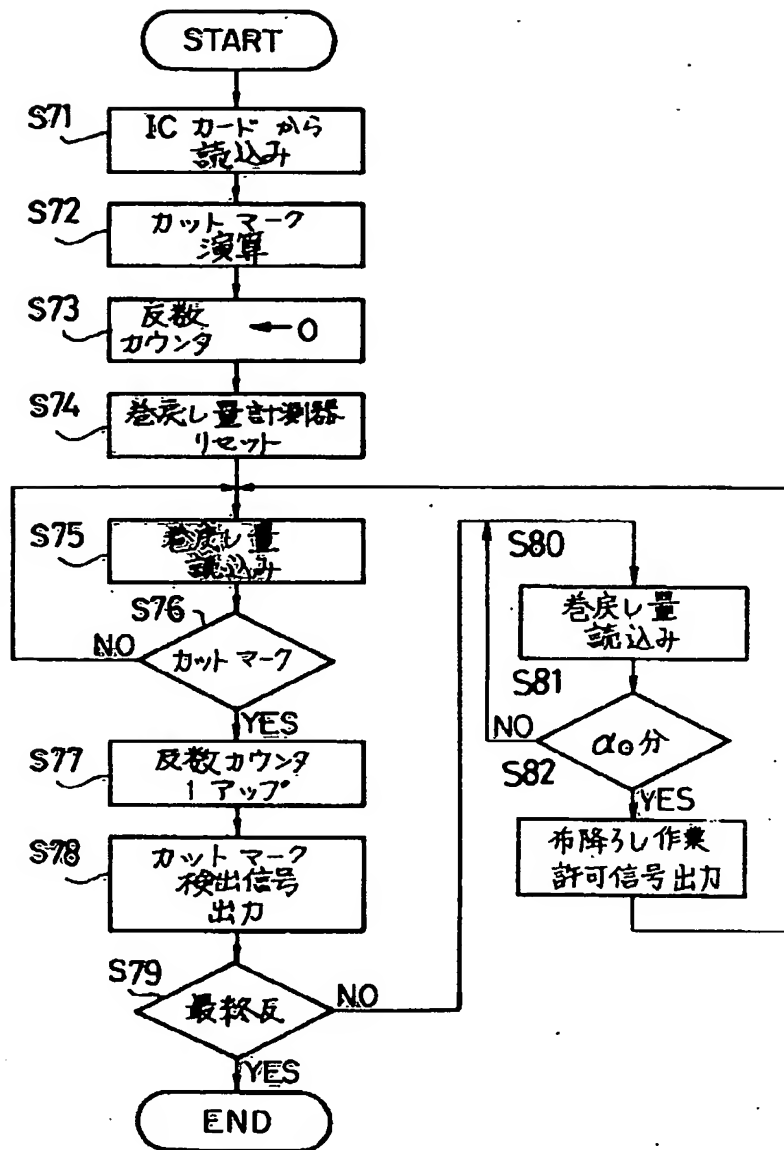 START
S71
IC カード から
読込み
S72
カット マーク
演算
S73
反数
カウンタ ← 0
S74
巻戻し量計測器
リセット
S75
巻戻し量
読込み
S76
カット マーク
NO
YES
S77
反数カウンタ
1 アップ
S78
カット マーク
検出信号
出力
S79
最終反
NO
YES
END
S80
巻戻し量
読込み
S81
α₀分
NO
YES
S82
布降ろし作業
許可信号出力